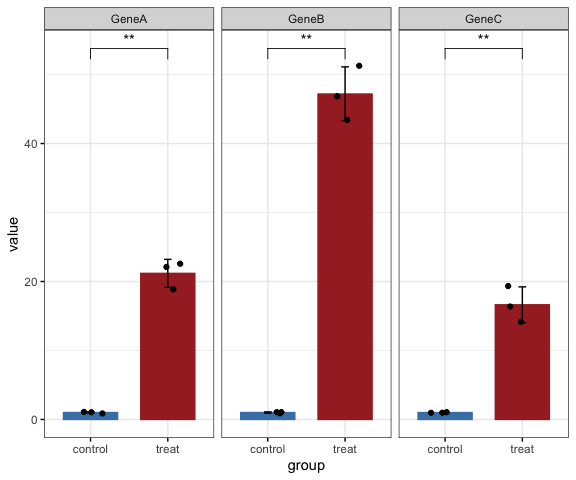 GeneA GeneB GeneC
** ** **
value
40
20
0
control treat control treat control treat
group